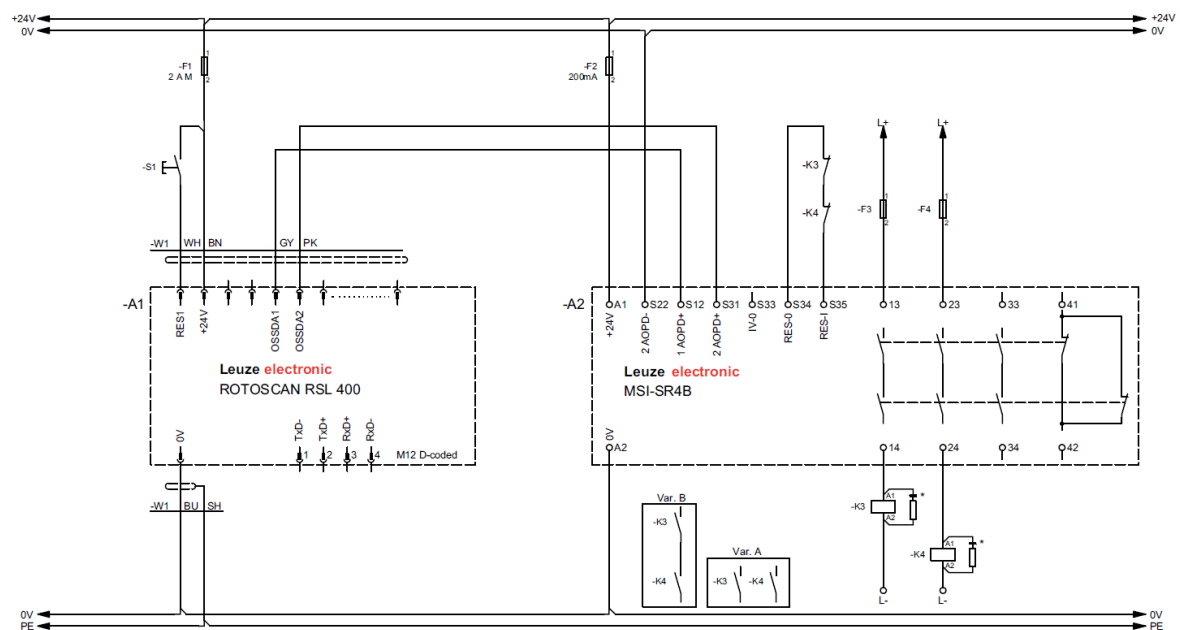 +24V +24V
0V 0V
1 1
-F1 -F2
2 A M 200mA
2 2
L+ L+
-S1 -K3
1 1
-K4 -F3 -F4
2 2
-W1 WH BN GY PK
-A1 -A2
A1 S22 S12 S31 S33 S34 S35 13 23 33 41
RES1 +24V OSSDA1 OSSDA2
+24V 2 AOPD- 1 AOPD+ 2 AOPD+ IV-0 RES-0 RES-I
Leuze electronic
ROTOSCAN RSL 400
Leuze electronic
MSI-SR4B
0V TxD- TxD+ RxD+ RxD-
1 2 3 4 M12 D-coded
0V
A2 14 24 34 42
-W1 BU SH
Var. B
-K3
-K4
Var. A
-K3 -K4
A1 *
-K3
A2
A1 *
-K4
A2
L- L-
0V 0V
PE PE